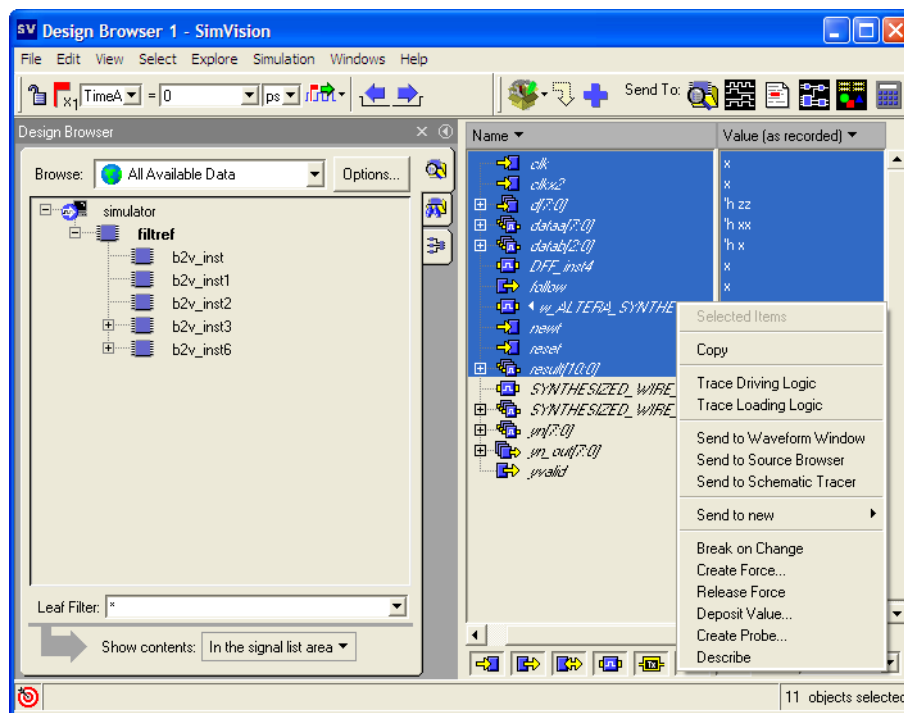 SV Design Browser 1 - SimVision
File Edit View Select Explore Simulation Windows Help
X1 TimeA = 0 ps Send To:
Design Browser
Browse: All Available Data Options...
simulator
filtref
b2v_inst
b2v_inst1
b2v_inst2
b2v_inst3
b2v_inst6
Leaf Filter: *
Show contents: In the signal list area
Name Value (as recorded)
clk x
clkx2 x
d[7:0] 'h zz
dataa[7:0] 'h xx
datab[2:0] 'h x
DFF_inst4 x
follow x
w_ALTERA_SYNTHE
newt
reset
result[10:0]
SYNTHESIZED_WIRE_
SYNTHESIZED_WIRE_
yn[7:0]
yn_out[7:0]
yvalid
Selected Items
Copy
Trace Driving Logic
Trace Loading Logic
Send to Waveform Window
Send to Source Browser
Send to Schematic Tracer
Send to new
Break on Change
Create Force...
Release Force
Deposit Value...
Create Probe...
Describe
11 objects selected